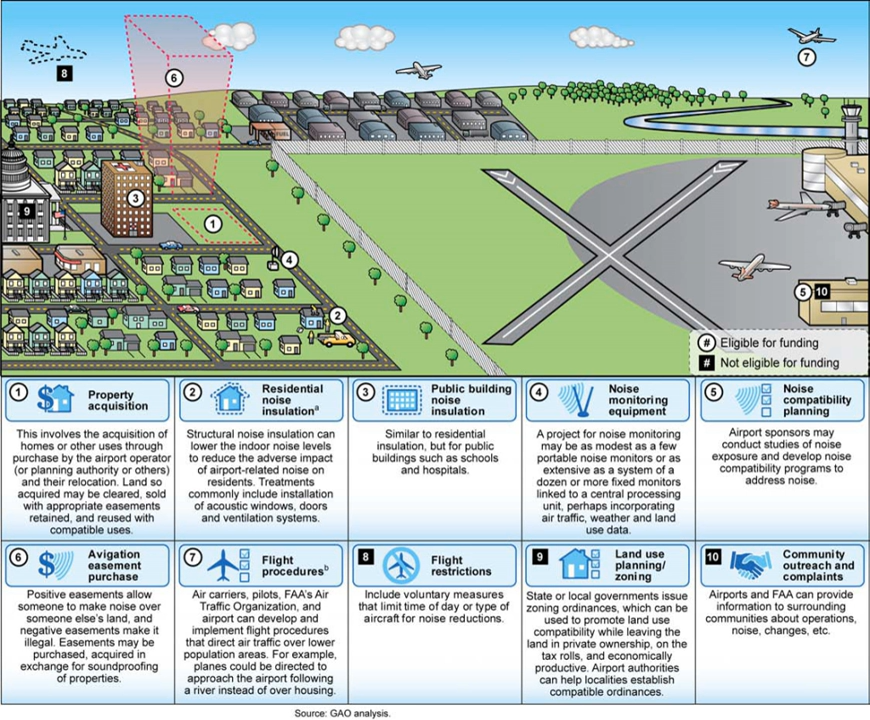 8
6
7
FUEL
3
9
1
4
2
5 10
# Eligible for funding
# Not eligible for funding
1
Property
acquisition
This involves the acquisition of
homes or other uses through
purchase by the airport operator
(or planning authority or others)
and their relocation. Land so
acquired may be cleared, sold
with appropriate easements
retained, and reused with
compatible uses.
2
Residential
noise
insulationa
Structural noise insulation can
lower the indoor noise levels
to reduce the adverse impact
of airport-related noise on
residents. Treatments
commonly include installation
of acoustic windows, doors
and ventilation systems.
3
Public building
noise
insulation
Similar to residential
insulation, but for public
buildings such as schools
and hospitals.
4
Noise
monitoring
equipment
A project for noise monitoring
may be as modest as a few
portable noise monitors or as
extensive as a system of a
dozen or more fixed monitors
linked to a central processing
unit, perhaps incorporating
air traffic, weather and land
use data.
5
Noise
compatibility
planning
Airport sponsors may
conduct studies of noise
exposure and develop noise
compatibility programs to
address noise.
6
Avigation
easement
purchase
Positive easements allow
someone to make noise over
someone else's land, and
negative easements make it
illegal. Easements may be
purchased, acquired in
exchange for soundproofing
of properties.
7
Flight
proceduresb
Air carriers, pilots, FAA's Air
Traffic Organization, and
airport can develop and
implement flight procedures
that direct air traffic over lower
population areas. For example,
planes could be directed to
approach the airport following
a river instead of over housing.
8
Flight
restrictions
Include voluntary measures
that limit time of day or type of
aircraft for noise reductions.
9
Land use
planning/
zoning
State or local governments issue
zoning ordinances, which can be
used to promote land use
compatibility while leaving the
land in private ownership, on the
tax rolls, and economically
productive. Airport authorities
can help localities establish
compatible ordinances.
10
Community
outreach and
complaints
Airports and FAA can provide
information to surrounding
communities about operations,
noise, changes, etc.
Source: GAO analysis.